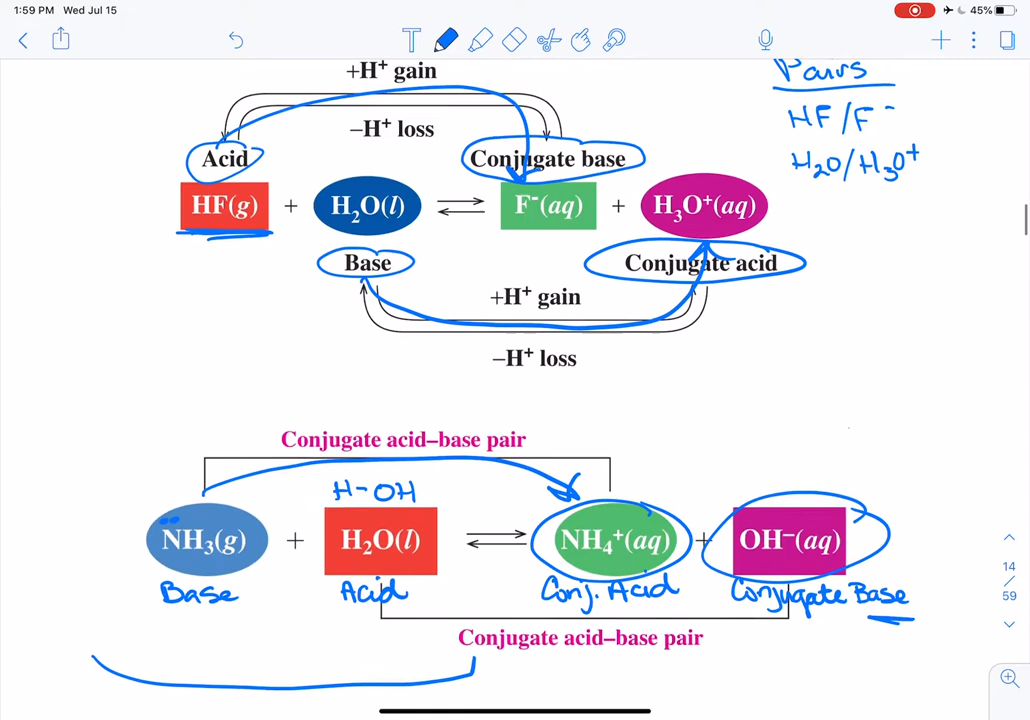 1:59 PM Wed Jul 15
45%
T
+H⁺ gain
Pairs
HF/F⁻
–H⁺ loss
H₂O/H₃O⁺
Acid
Conjugate base
HF(g) + H₂O(l) ⇌ F⁻(aq) + H₃O⁺(aq)
Base
Conjugate acid
+H⁺ gain
–H⁺ loss
Conjugate acid–base pair
H-OH
NH₃(g) + H₂O(l) ⇌ NH₄⁺(aq) + OH⁻(aq)
Base Acid Conj. Acid Conjugate Base
Conjugate acid–base pair
14
/
59